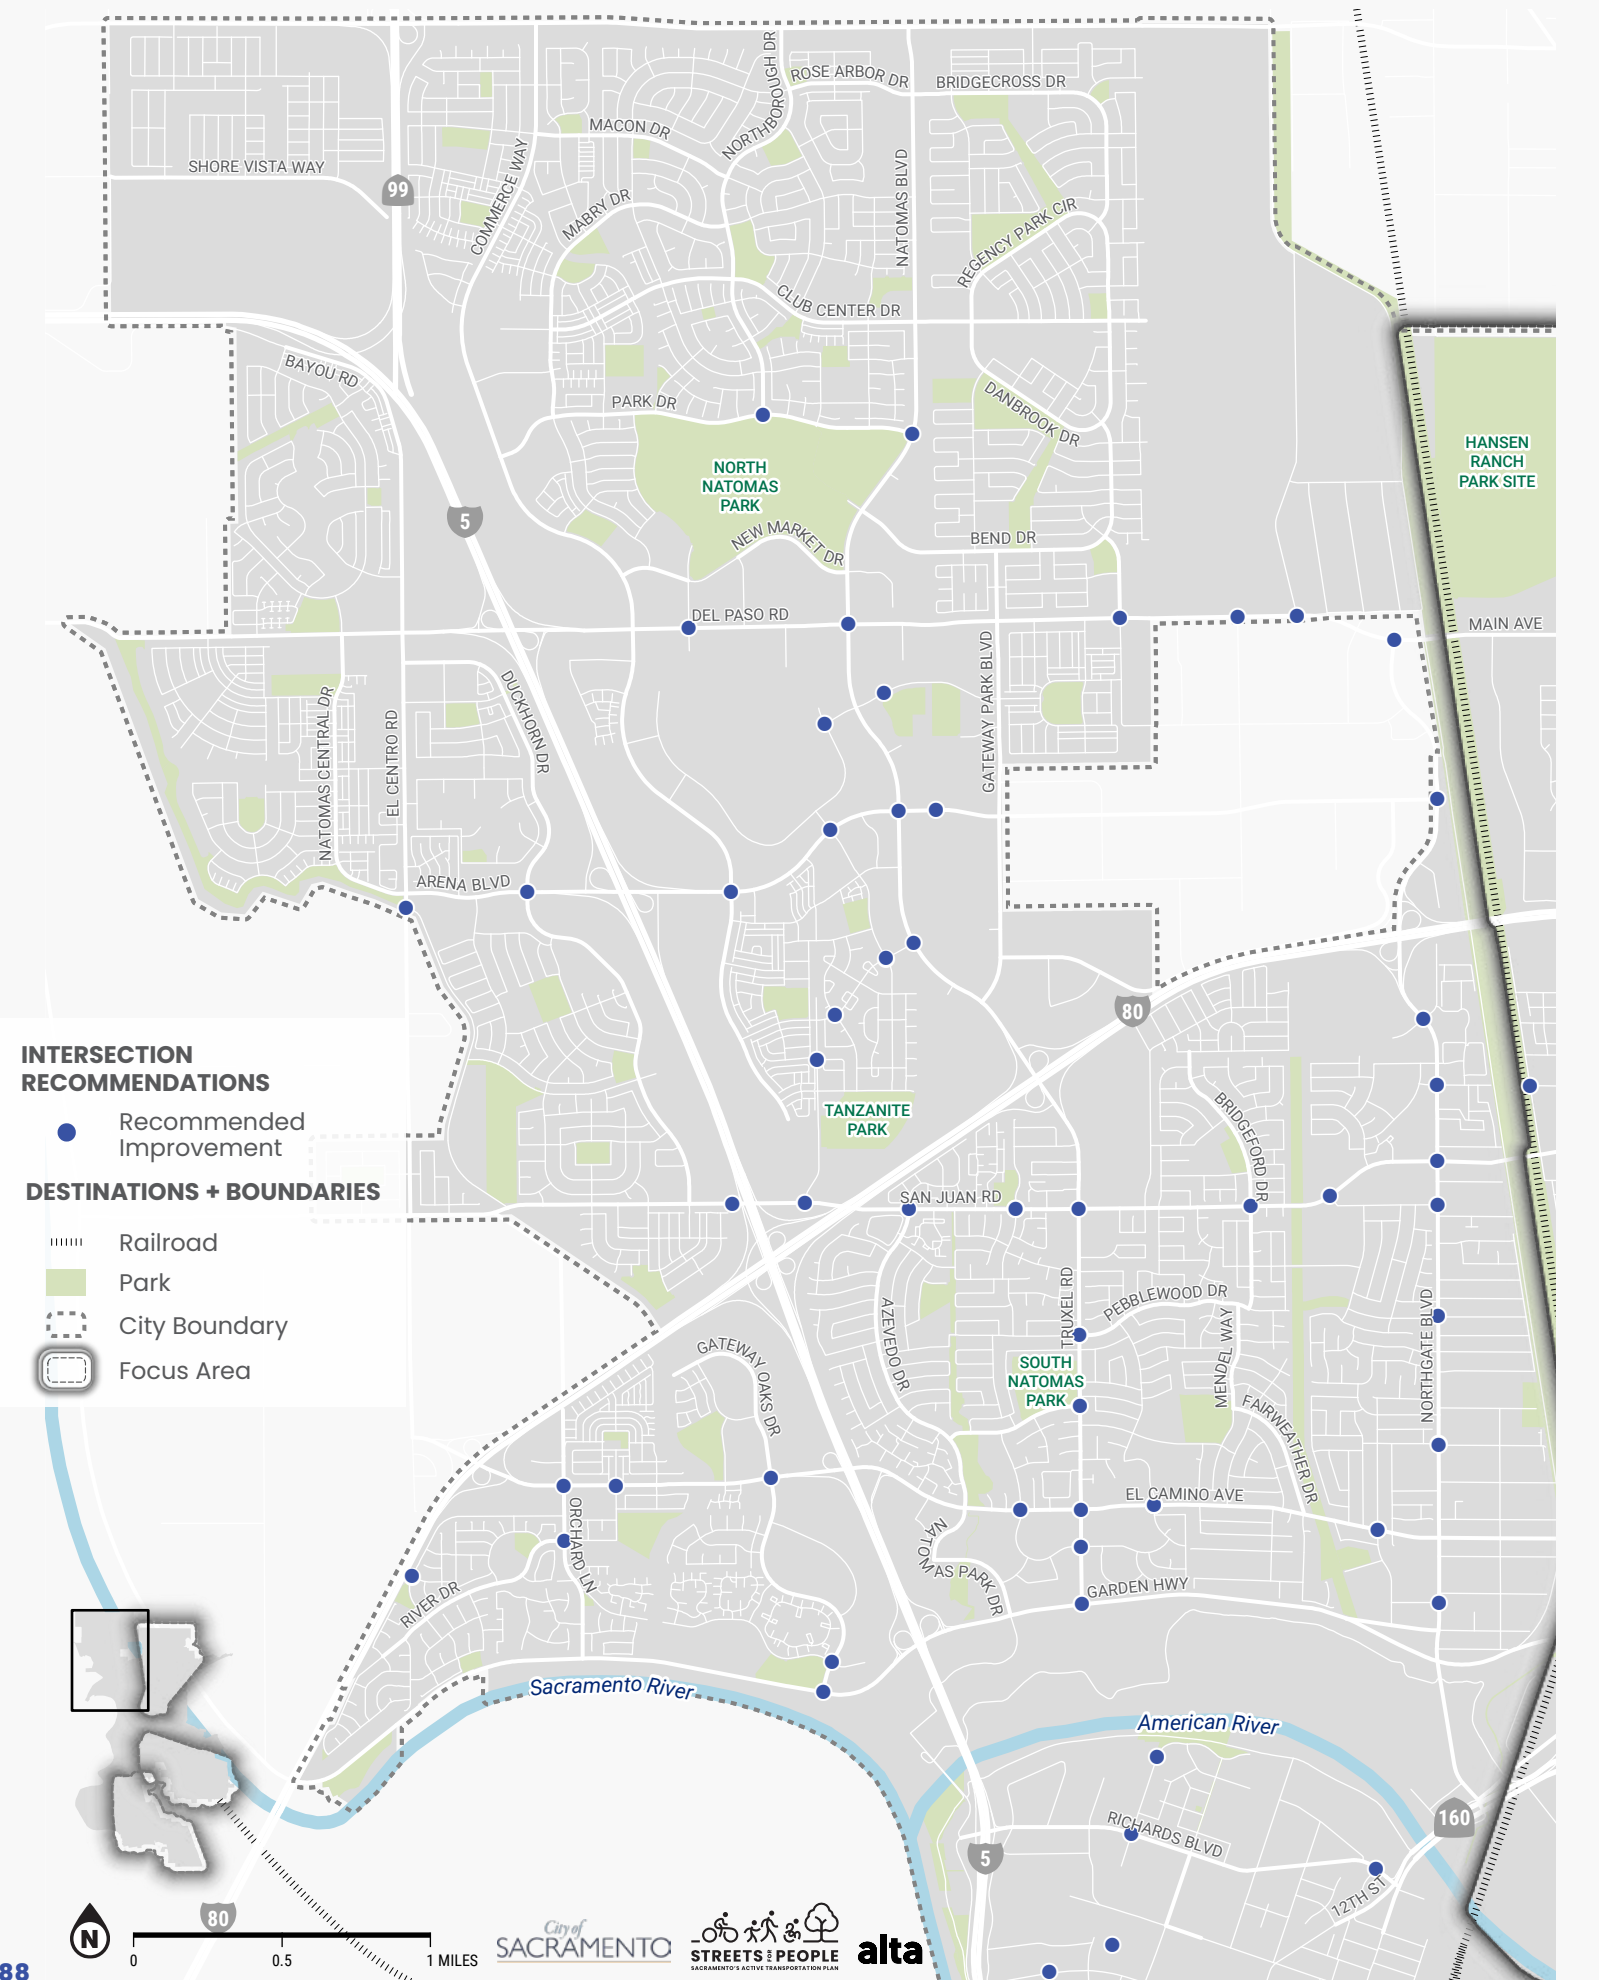 NORTHBOROUGH DR
ROSE ARBOR DR
BRIDGECROSS DR
MACON DR
SHORE VISTA WAY
99
COMMERCE WAY
MABRY DR
NATOMAS BLVD
REGENCY PARK CIR
CLUB CENTER DR
BAYOU RD
PARK DR
DANBROOK DR
NORTH
NATOMAS
PARK
HANSEN
RANCH
PARK SITE
5
NEW MARKET DR
BEND DR
DEL PASO RD
MAIN AVE
DUCKHORN DR
NATOMAS CENTRAL DR
EL CENTRO RD
GATEWAY PARK BLVD
ARENA BLVD
80
INTERSECTION
RECOMMENDATIONS
Recommended
Improvement
DESTINATIONS + BOUNDARIES
Railroad
Park
City Boundary
Focus Area
TANZANITE
PARK
BRIDGEFORD DR
SAN JUAN RD
AZEVEDO DR
TRUXEL RD
PEBBLEWOOD DR
MENDEL WAY
NORTHGATE BLVD
GATEWAY OAKS DR
SOUTH
NATOMAS
PARK
FAIRWEATHER DR
EL CAMINO AVE
ORCHARD LN
NATOMAS PARK DR
RIVER DR
GARDEN HWY
Sacramento River
American River
RICHARDS BLVD
160
5
12TH ST
80
N
0
0.5
1 MILES
City of
SACRAMENTO
STREETS FOR PEOPLE
SACRAMENTO'S ACTIVE TRANSPORTATION PLAN
alta
88